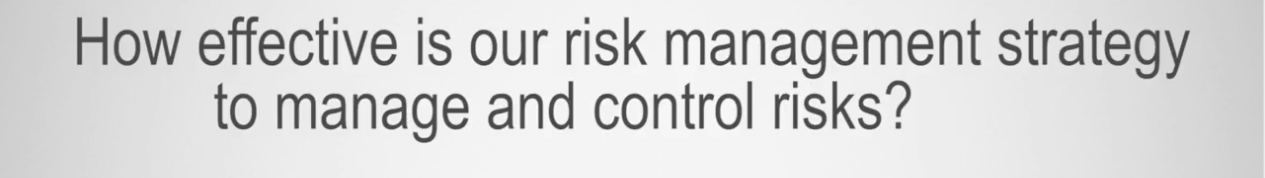 How effective is our risk management strategy
to manage and control risks?